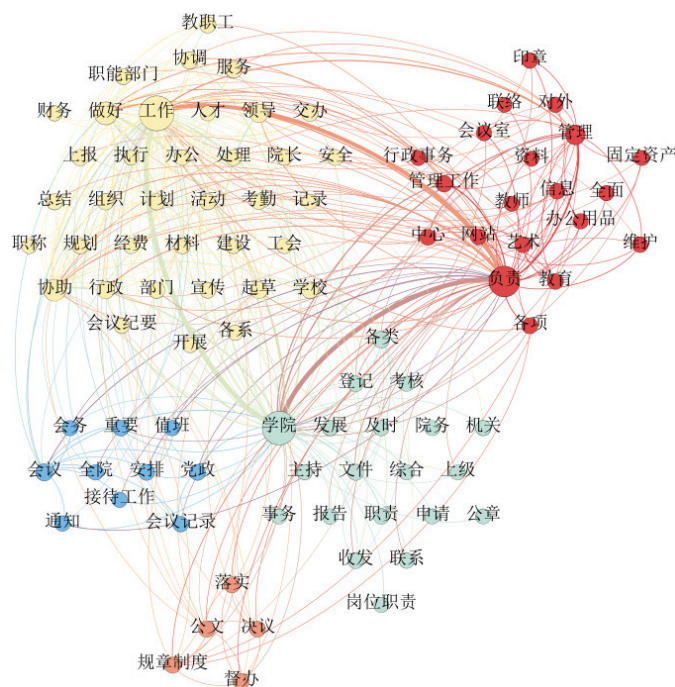 教职工
协调 服务
职能部门
印章
财务 做好 工作 人才 领导 交办
联络 对外
会议室 管理
上报 执行 办公 处理 院长 安全
行政事务 资料 固定资产
管理工作
总结 组织 计划 活动 考勤 记录
教师 信息 全面
办公用品
职称 规划 经费 材料 建设 工会
中心 网站 艺术 维护
协助 行政 部门 宣传 起草 学校
负责 教育
会议纪要 开展 各系
各项
各类
登记 考核
会务 重要 值班
学院 发展 及时 院务 机关
会议 全院 安排 党政
主持 文件 综合 上级
接待工作
通知 会议记录
事务 报告 职责 申请 公章
收发 联系
落实
岗位职责
公文 决议
规章制度
督办